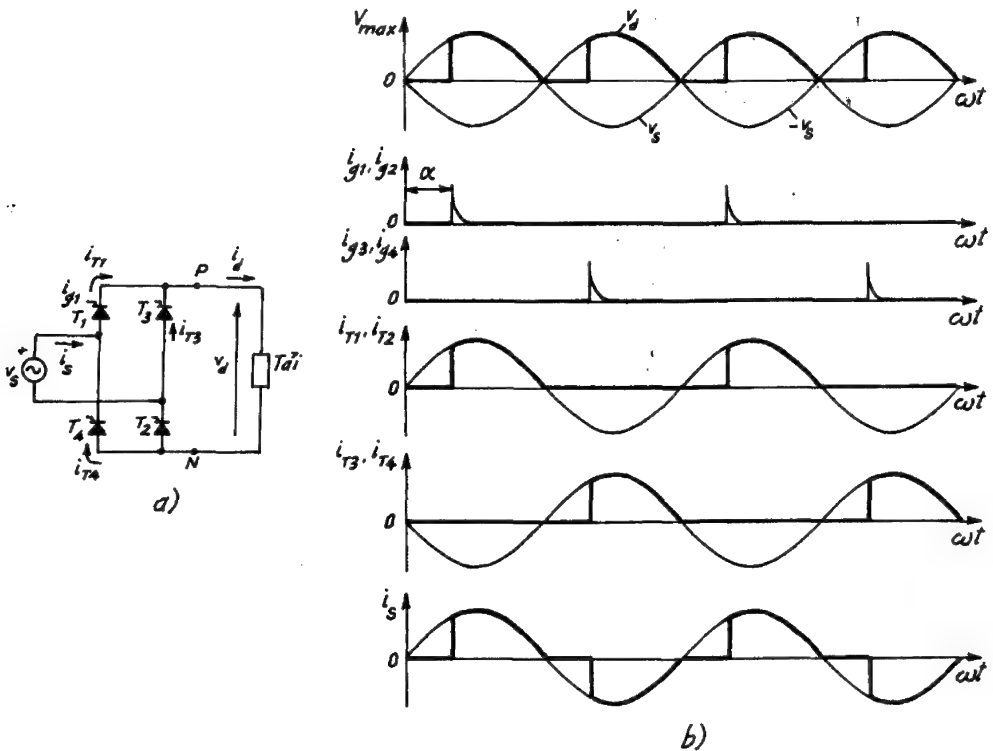 i_T1
i_g1
T_1
T_3
P
i_d
i_T3
+
v_s
i_s
v_d
Tải
T_4
T_2
i_T4
N
a)
V_max
v_d
0
ωt
v_s
-v_s
i_g1, i_g2
α
0
ωt
i_g3, i_g4
0
ωt
i_T1, i_T2
0
ωt
i_T3, i_T4
0
ωt
i_s
0
ωt
b)